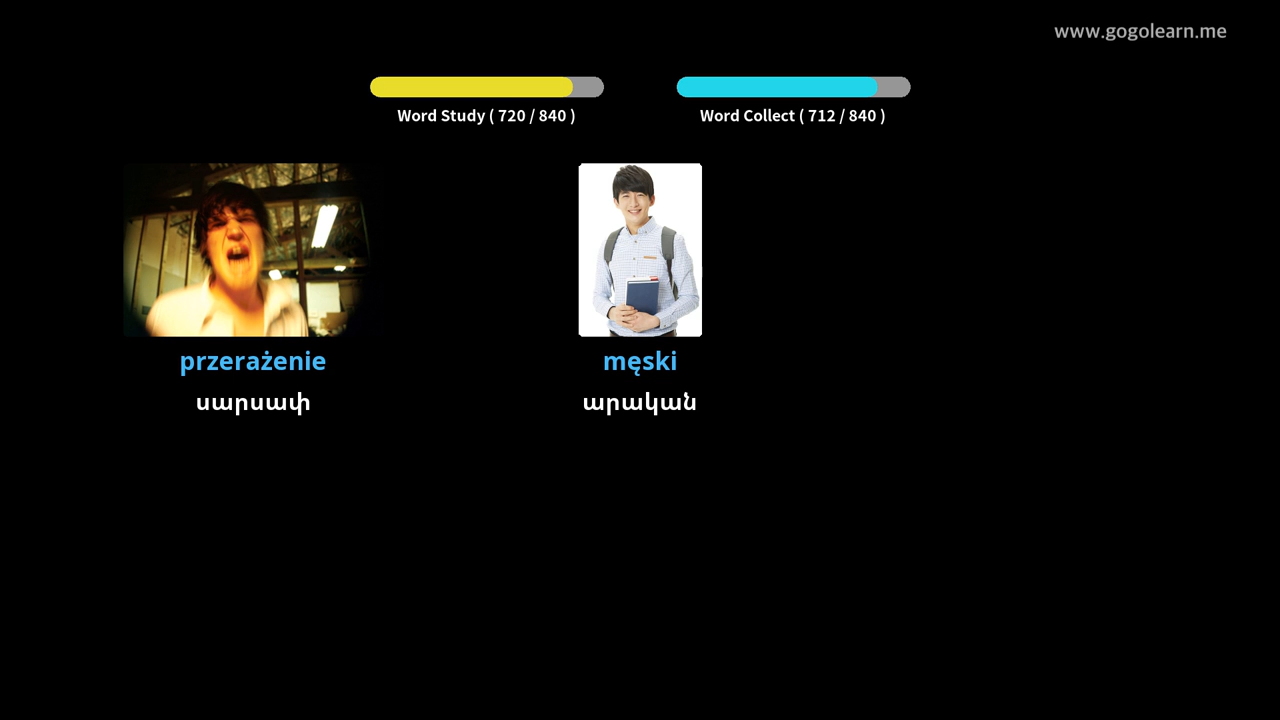 www.gogolearn.me
Word Study ( 720 / 840 )
Word Collect ( 712 / 840 )
przerażenie
սարսափ
męski
արական